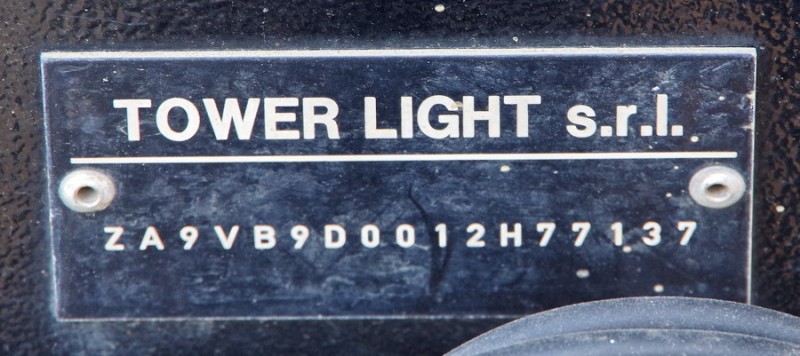 TOWER LIGHT s.r.l.
ZA9VB9D0012H77137